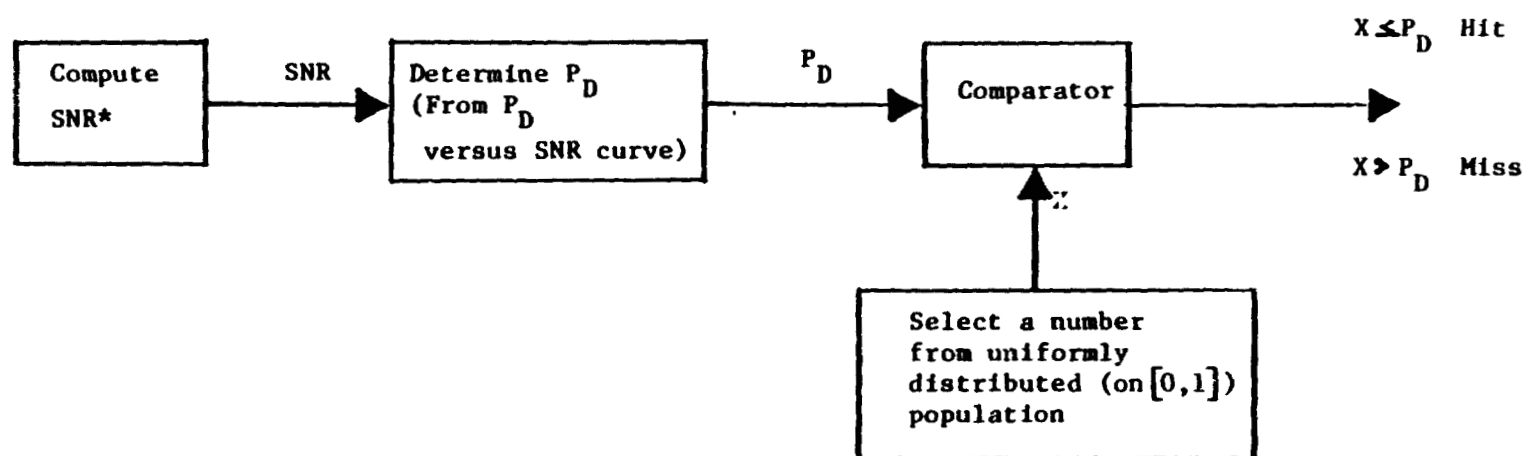 Compute
SNR*
SNR
Determine P_D
(From P_D
versus SNR curve)
P_D
Comparator
X ≤ P_D Hit
X > P_D Miss
Select a number
from uniformly
distributed (on [0,1])
population